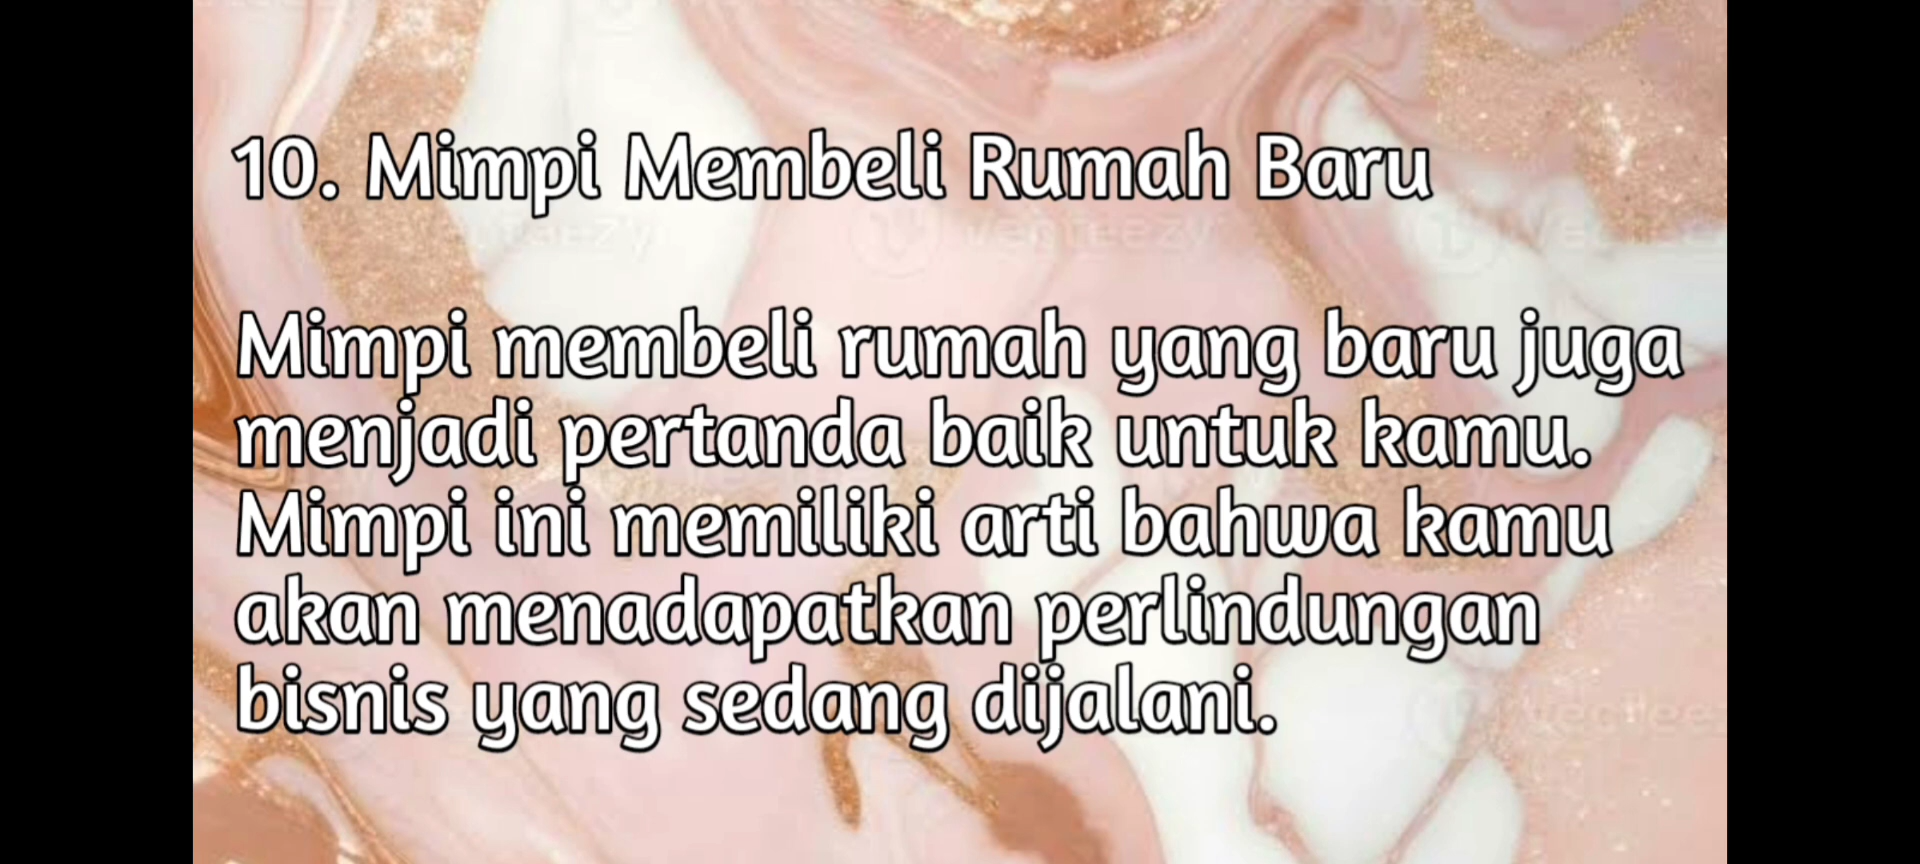 10. Mimpi Membeli Rumah Baru
Mimpi membeli rumah yang baru juga
menjadi pertanda baik untuk kamu.
Mimpi ini memiliki arti bahwa kamu
akan menadapatkan perlindungan
bisnis yang sedang dijalani.
vecteezy